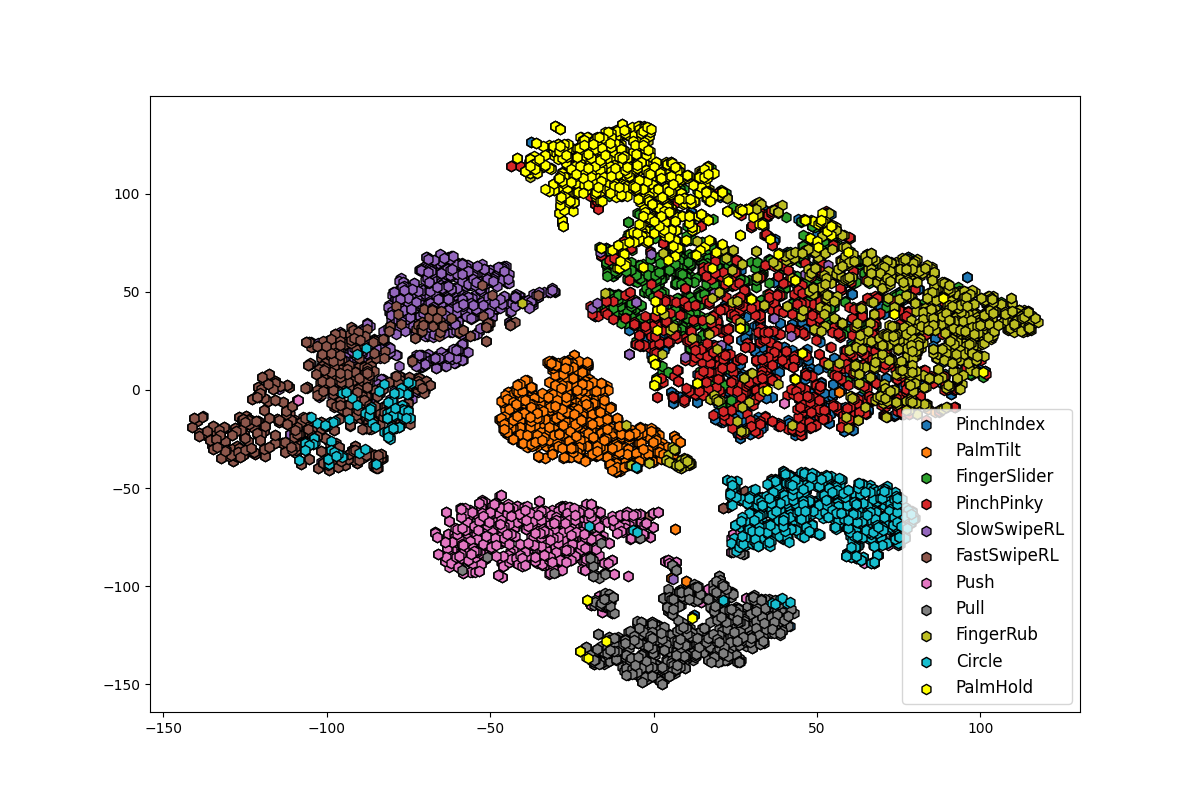 100
50
0
−50
−100
−150
−150
−100
−50
0
50
100
PinchIndex
PalmTilt
FingerSlider
PinchPinky
SlowSwipeRL
FastSwipeRL
Push
Pull
FingerRub
Circle
PalmHold